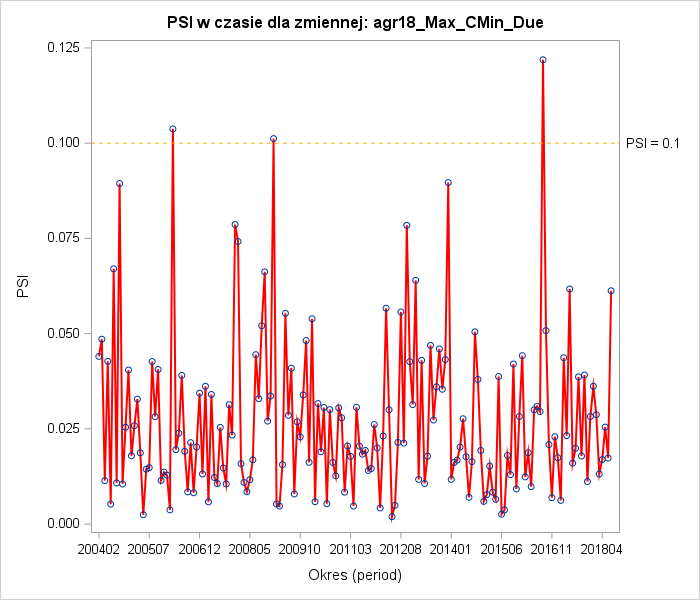 PSI w czasie dla zmiennej: agr18_Max_CMin_Due
0.125
0.100
PSI = 0.1
0.075
PSI
0.050
0.025
0.000
200402 200507 200612 200805 200910 201103 201208 201401 201506 201611 201804
Okres (period)